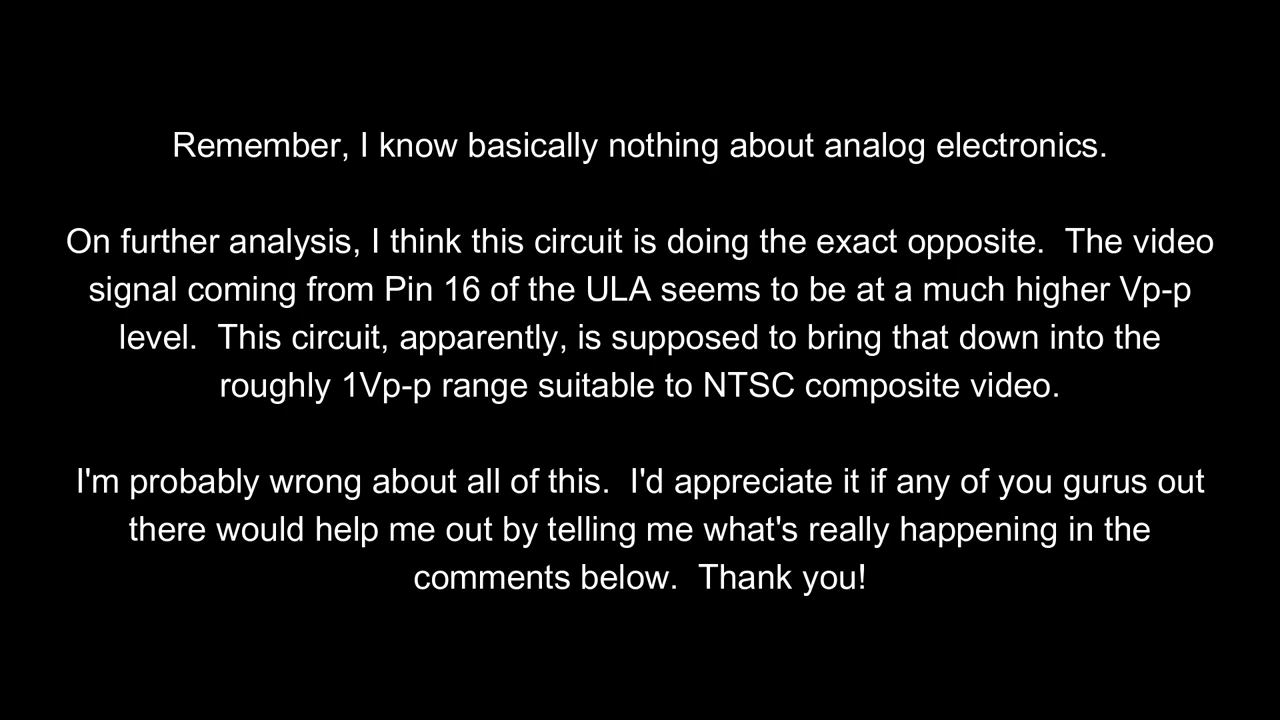 Remember, I know basically nothing about analog electronics.
On further analysis, I think this circuit is doing the exact opposite.  The video
signal coming from Pin 16 of the ULA seems to be at a much higher Vp-p
level.  This circuit, apparently, is supposed to bring that down into the
roughly 1Vp-p range suitable to NTSC composite video.
I'm probably wrong about all of this.  I'd appreciate it if any of you gurus out
there would help me out by telling me what's really happening in the
comments below.  Thank you!